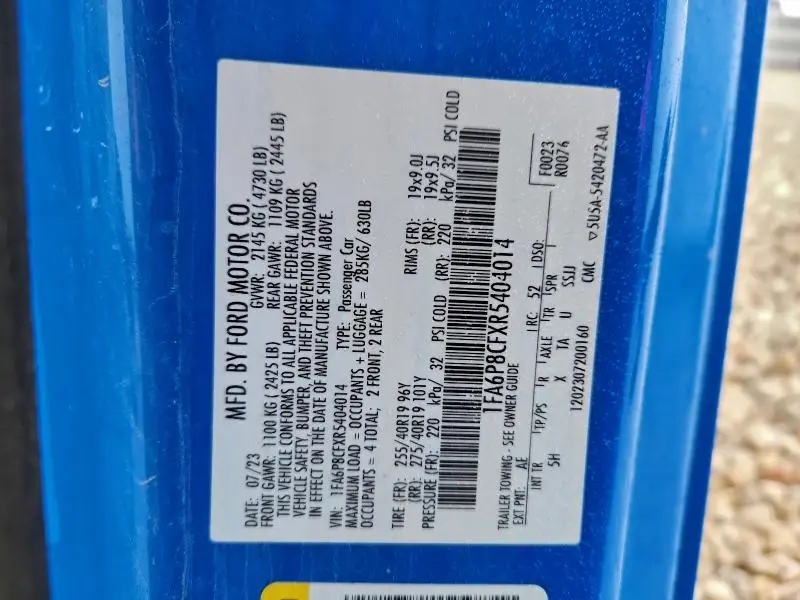 MFD. BY FORD MOTOR CO.
DATE: 07/23 GVWR: 2145 KG ( 4730 LB)
FRONT GAWR: 1100 KG ( 2425 LB) REAR GAWR: 1109 KG ( 2445 LB)
THIS VEHICLE CONFORMS TO ALL APPLICABLE FEDERAL MOTOR
VEHICLE SAFETY, BUMPER, AND THEFT PREVENTION STANDARDS
IN EFFECT ON THE DATE OF MANUFACTURE SHOWN ABOVE.
VIN: 1FA6P8CFXR5404014 TYPE: Passenger Car
MAXIMUM LOAD = OCCUPANTS + LUGGAGE = 285KG/ 630LB
OCCUPANTS = 4 TOTAL; 2 FRONT, 2 REAR
TIRE (FR): 255/40R19 96Y RIMS (FR): 19x9.0J
(RR): 275/40R19 101Y (RR): 19x9.5J
PRESSURE (FR): 220 kPa/ 32 PSI COLD (RR): 220 kPa/ 32 PSI COLD
1FA6P8CFXR5404014
TRAILER TOWING - SEE OWNER GUIDE
EXT PNT: AE RC: 52 DSO: F0023
R0076
INT TR TP/PS R AXLE TR SPR
5H X TA U SSJJ
1202307200160 CMC ▽5U5A-5420472-AA